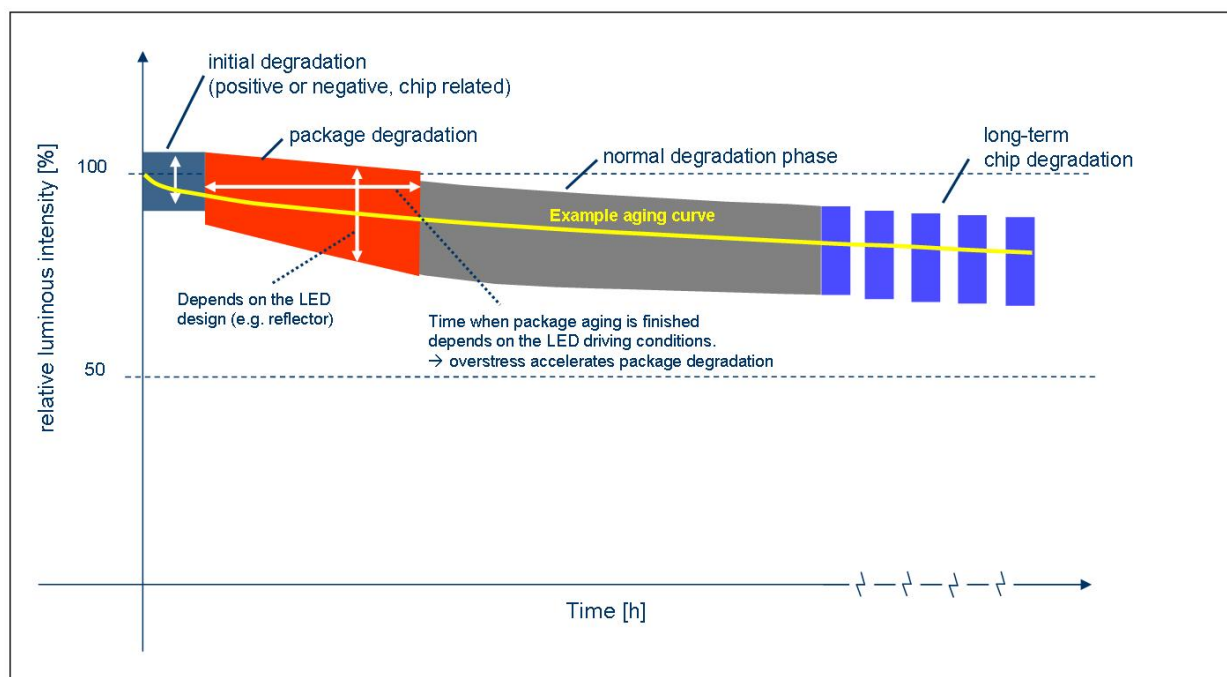 initial degradation
(positive or negative, chip related)
package degradation
long-term
chip degradation
normal degradation phase
relative luminous intensity [%]
100
Example aging curve
Depends on the LED
design (e.g. reflector)
Time when package aging is finished
depends on the LED driving conditions.
→ overstress accelerates package degradation
50
Time [h]